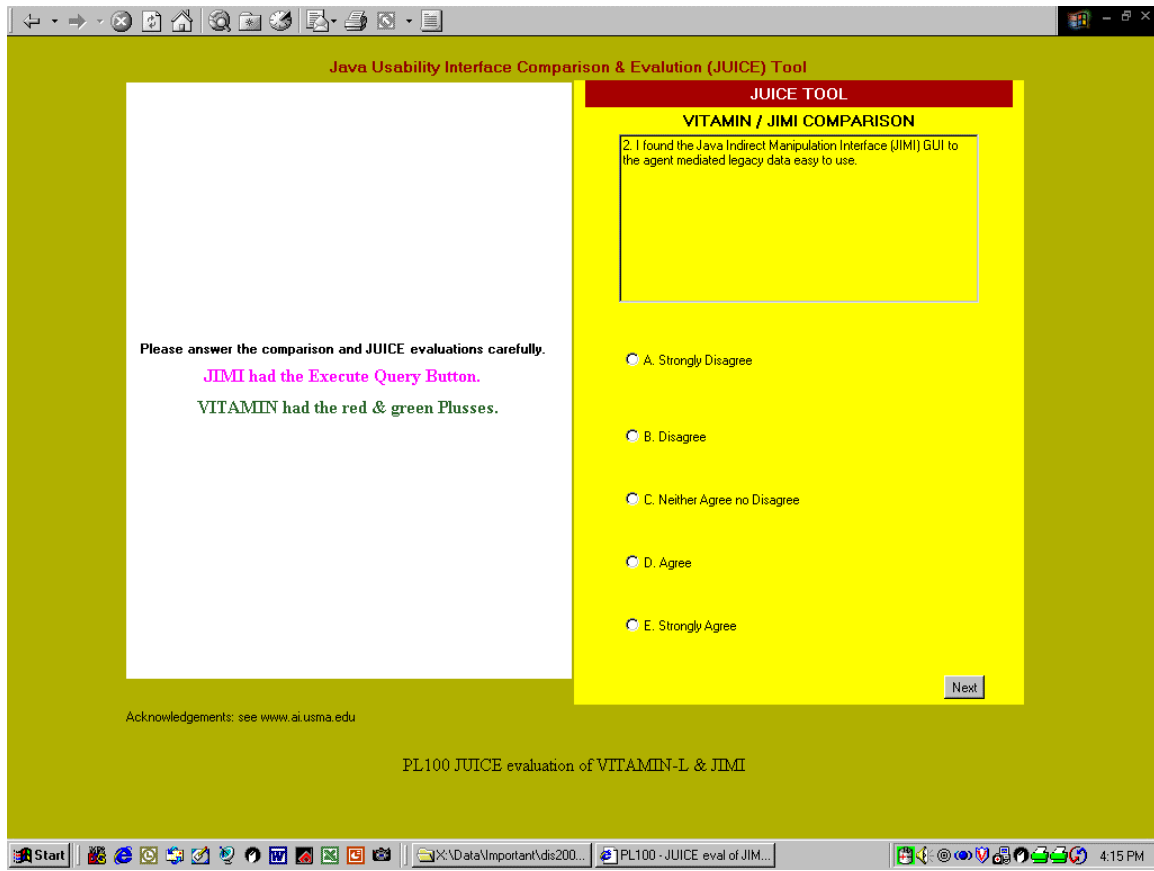 Java Usability Interface Comparison & Evalution (JUICE) Tool
JUICE TOOL
VITAMIN / JIMI COMPARISON
2. I found the Java Indirect Manipulation Interface (JIMI) GUI to
the agent mediated legacy data easy to use.
Please answer the comparison and JUICE evaluations carefully.
JIMI had the Execute Query Button.
VITAMIN had the red & green Plusses.
A. Strongly Disagree
B. Disagree
C. Neither Agree no Disagree
D. Agree
E. Strongly Agree
Next
Acknowledgements: see www.ai.usma.edu
PL100 JUICE evaluation of VITAMIN-L & JIMI
Start
X:\Data\Important\dis200...
PL100 - JUICE eval of JIM...
4:15 PM